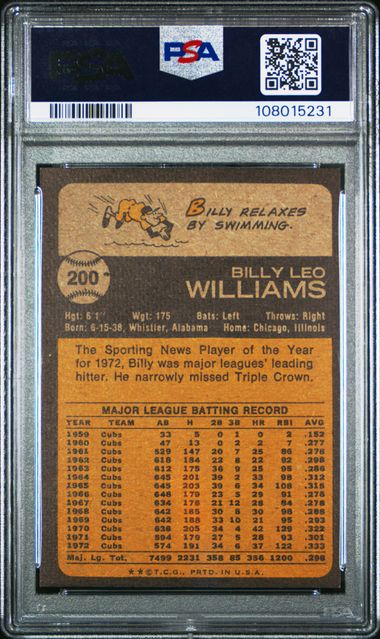 PSA
108015231
BILLY RELAXES
BY SWIMMING.
200
BILLY LEO
WILLIAMS
Hgt: 6'1" Wgt: 175 Bats: Left Throws: Right
Born: 6-15-38, Whistler, Alabama Home: Chicago, Illinois
The Sporting News Player of the Year
for 1972, Billy was major leagues' leading
hitter. He narrowly missed Triple Crown.
MAJOR LEAGUE BATTING RECORD
YEAR TEAM AB H 2B 3B HR RBI AVG
1959 Cubs 33 5 0 1 0 2 .152
1960 Cubs 47 13 0 2 2 7 .277
1961 Cubs 529 147 20 7 25 86 .278
1962 Cubs 618 184 22 8 22 92 .298
1963 Cubs 612 175 36 9 25 95 .286
1964 Cubs 645 201 39 2 33 98 .312
1965 Cubs 645 203 39 6 34 108 .315
1966 Cubs 648 179 23 5 29 91 .276
1967 Cubs 634 176 21 12 28 84 .278
1968 Cubs 642 185 30 8 30 98 .288
1969 Cubs 642 188 33 10 21 95 .293
1970 Cubs 636 205 34 4 42 129 .322
1971 Cubs 594 179 27 5 28 93 .301
1972 Cubs 574 191 34 6 37 122 .333
Maj. Lg. Tot. 7499 2231 358 85 356 1200 .298
★★©T.C.G., PRTD. IN U.S.A.